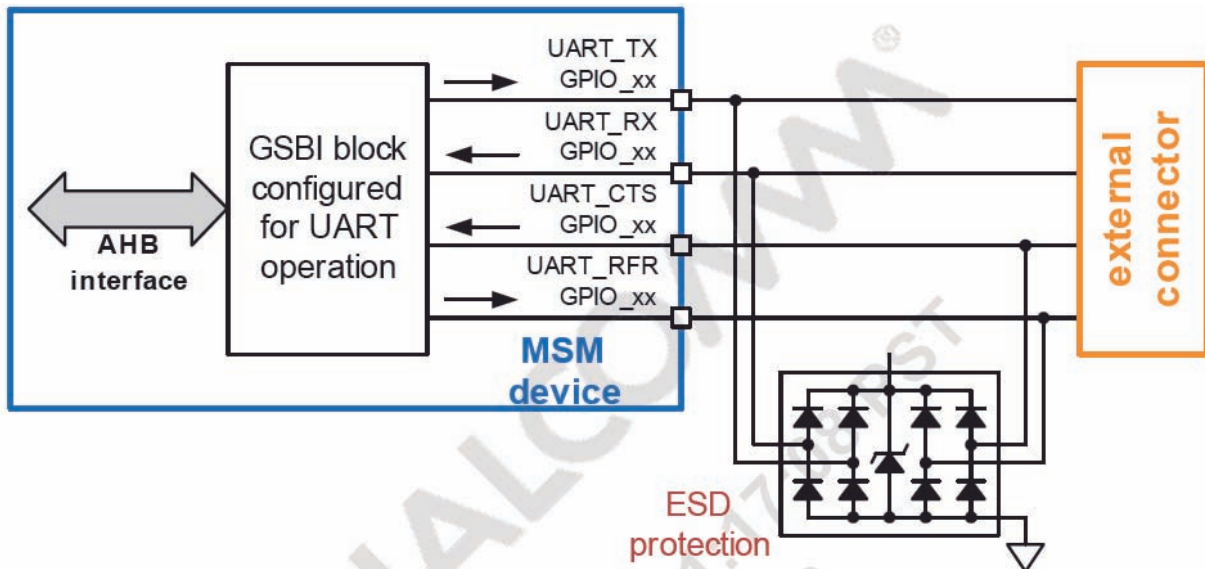 UART_TX
GPIO_xx
UART_RX
GPIO_xx
UART_CTS
GPIO_xx
UART_RFR
GPIO_xx
GSBI block
configured
for UART
operation
AHB
interface
MSM
device
external
connector
ESD
protection